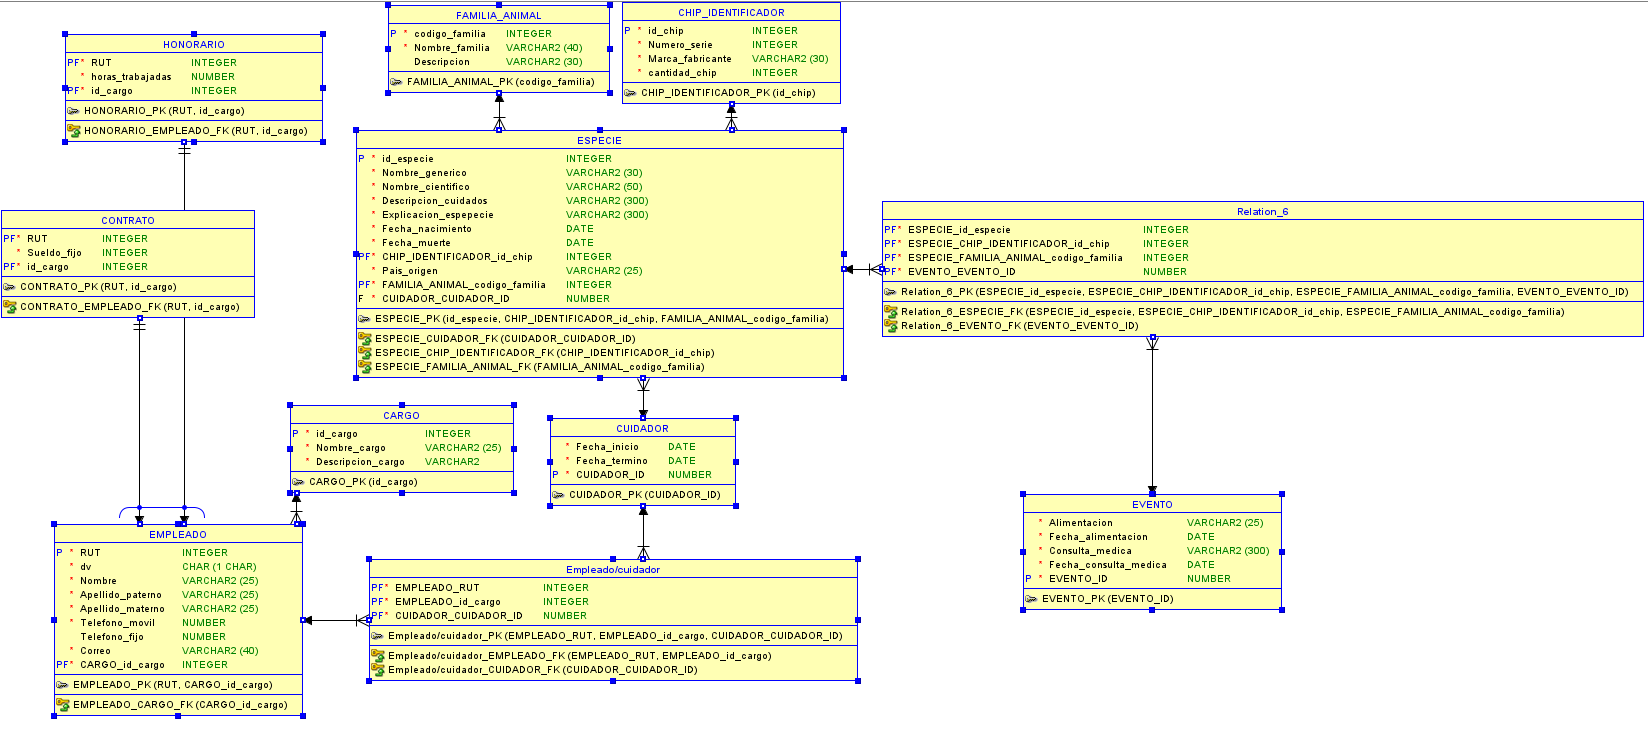 HONORARIO
PF* RUT INTEGER
* horas_trabajadas NUMBER
PF* id_cargo INTEGER
HONORARIO_PK (RUT, id_cargo)
HONORARIO_EMPLEADO_FK (RUT, id_cargo)
FAMILIA_ANIMAL
P * codigo_familia INTEGER
* Nombre_familia VARCHAR2 (40)
Descripcion VARCHAR2 (30)
FAMILIA_ANIMAL_PK (codigo_familia)
CHIP_IDENTIFICADOR
P * id_chip INTEGER
* Numero_serie INTEGER
* Marca_fabricante VARCHAR2 (30)
* cantidad_chip INTEGER
CHIP_IDENTIFICADOR_PK (id_chip)
ESPECIE
P * id_especie INTEGER
* Nombre_generico VARCHAR2 (30)
* Nombre_cientifico VARCHAR2 (50)
* Descripcion_cuidados VARCHAR2 (300)
* Explicacion_espepecie VARCHAR2 (300)
* Fecha_nacimiento DATE
* Fecha_muerte DATE
PF* CHIP_IDENTIFICADOR_id_chip INTEGER
* Pais_origen VARCHAR2 (25)
PF* FAMILIA_ANIMAL_codigo_familia INTEGER
F * CUIDADOR_CUIDADOR_ID NUMBER
ESPECIE_PK (id_especie, CHIP_IDENTIFICADOR_id_chip, FAMILIA_ANIMAL_codigo_familia)
ESPECIE_CUIDADOR_FK (CUIDADOR_CUIDADOR_ID)
ESPECIE_CHIP_IDENTIFICADOR_FK (CHIP_IDENTIFICADOR_id_chip)
ESPECIE_FAMILIA_ANIMAL_FK (FAMILIA_ANIMAL_codigo_familia)
Relation_6
PF* ESPECIE_id_especie INTEGER
PF* ESPECIE_CHIP_IDENTIFICADOR_id_chip INTEGER
PF* ESPECIE_FAMILIA_ANIMAL_codigo_familia INTEGER
PF* EVENTO_EVENTO_ID NUMBER
Relation_6_PK (ESPECIE_id_especie, ESPECIE_CHIP_IDENTIFICADOR_id_chip, ESPECIE_FAMILIA_ANIMAL_codigo_familia, EVENTO_EVENTO_ID)
Relation_6_ESPECIE_FK (ESPECIE_id_especie, ESPECIE_CHIP_IDENTIFICADOR_id_chip, ESPECIE_FAMILIA_ANIMAL_codigo_familia)
Relation_6_EVENTO_FK (EVENTO_EVENTO_ID)
CONTRATO
PF* RUT INTEGER
* Sueldo_fijo INTEGER
PF* id_cargo INTEGER
CONTRATO_PK (RUT, id_cargo)
CONTRATO_EMPLEADO_FK (RUT, id_cargo)
CARGO
P * id_cargo INTEGER
* Nombre_cargo VARCHAR2 (25)
* Descripcion_cargo VARCHAR2
CARGO_PK (id_cargo)
CUIDADOR
* Fecha_inicio DATE
* Fecha_termino DATE
P * CUIDADOR_ID NUMBER
CUIDADOR_PK (CUIDADOR_ID)
EVENTO
* Alimentacion VARCHAR2 (25)
* Fecha_alimentacion DATE
* Consulta_medica VARCHAR2 (300)
* Fecha_consulta_medica DATE
P * EVENTO_ID NUMBER
EVENTO_PK (EVENTO_ID)
EMPLEADO
P * RUT INTEGER
* dv CHAR (1 CHAR)
* Nombre VARCHAR2 (25)
* Apellido_paterno VARCHAR2 (25)
* Apellido_materno VARCHAR2 (25)
* Telefono_movil NUMBER
Telefono_fijo NUMBER
* Correo VARCHAR2 (40)
PF* CARGO_id_cargo INTEGER
EMPLEADO_PK (RUT, CARGO_id_cargo)
EMPLEADO_CARGO_FK (CARGO_id_cargo)
Empleado/cuidador
PF* EMPLEADO_RUT INTEGER
PF* EMPLEADO_id_cargo INTEGER
PF* CUIDADOR_CUIDADOR_ID NUMBER
Empleado/cuidador_PK (EMPLEADO_RUT, EMPLEADO_id_cargo, CUIDADOR_CUIDADOR_ID)
Empleado/cuidador_EMPLEADO_FK (EMPLEADO_RUT, EMPLEADO_id_cargo)
Empleado/cuidador_CUIDADOR_FK (CUIDADOR_CUIDADOR_ID)